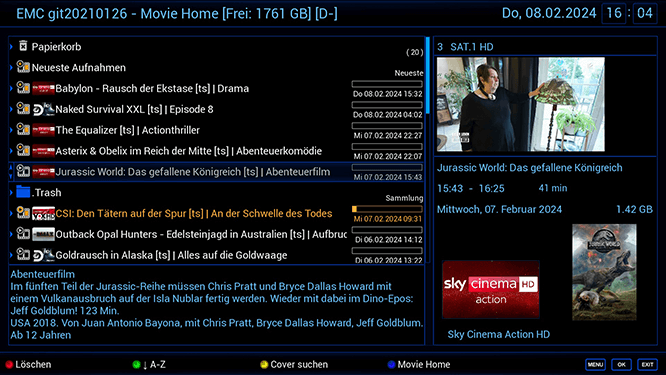 EMC git20210126 - Movie Home [Frei: 1761 GB] [D-]
Do, 08.02.2024 16:04
Papierkorb
( 20 )
Neueste Aufnahmen
Neueste
Babylon - Rausch der Ekstase [ts] | Drama
Do 08.02.2024 15:32
Naked Survival XXL [ts] | Episode 8
Do 08.02.2024 04:02
The Equalizer [ts] | Actionthriller
Mi 07.02.2024 22:27
Asterix & Obelix im Reich der Mitte [ts] | Abenteuerkomödie
Mi 07.02.2024 22:07
Jurassic World: Das gefallene Königreich [ts] | Abenteuerfilm
Mi 07.02.2024 15:43
.Trash
Sammlung
CSI: Den Tätern auf der Spur [ts] | An der Schwelle des Todes
Mi 07.02.2024 09:31
Outback Opal Hunters - Edelsteinjagd in Australien [ts] | Aufbruc
Di 06.02.2024 14:12
Goldrausch in Alaska [ts] | Alles auf die Goldwaage
Di 06.02.2024 13:22
Abenteuerfilm
Im fünften Teil der Jurassic-Reihe müssen Chris Pratt und Bryce Dallas Howard mit
einem Vulkanausbruch auf der Isla Nublar fertig werden. Wieder mit dabei im Dino-Epos:
Jeff Goldblum! 123 Min.
USA 2018. Von Juan Antonio Bayona, mit Chris Pratt, Bryce Dallas Howard, Jeff Goldblum.
Ab 12 Jahren
3 SAT.1 HD
Jurassic World: Das gefallene Königreich
15:43 - 16:25 41 min
Mittwoch, 07. Februar 2024 1.42 GB
sky cinema HD
action
JURASSIC WORLD
Sky Cinema Action HD
Löschen
↓ A-Z
Cover suchen
Movie Home
MENU
OK
EXIT